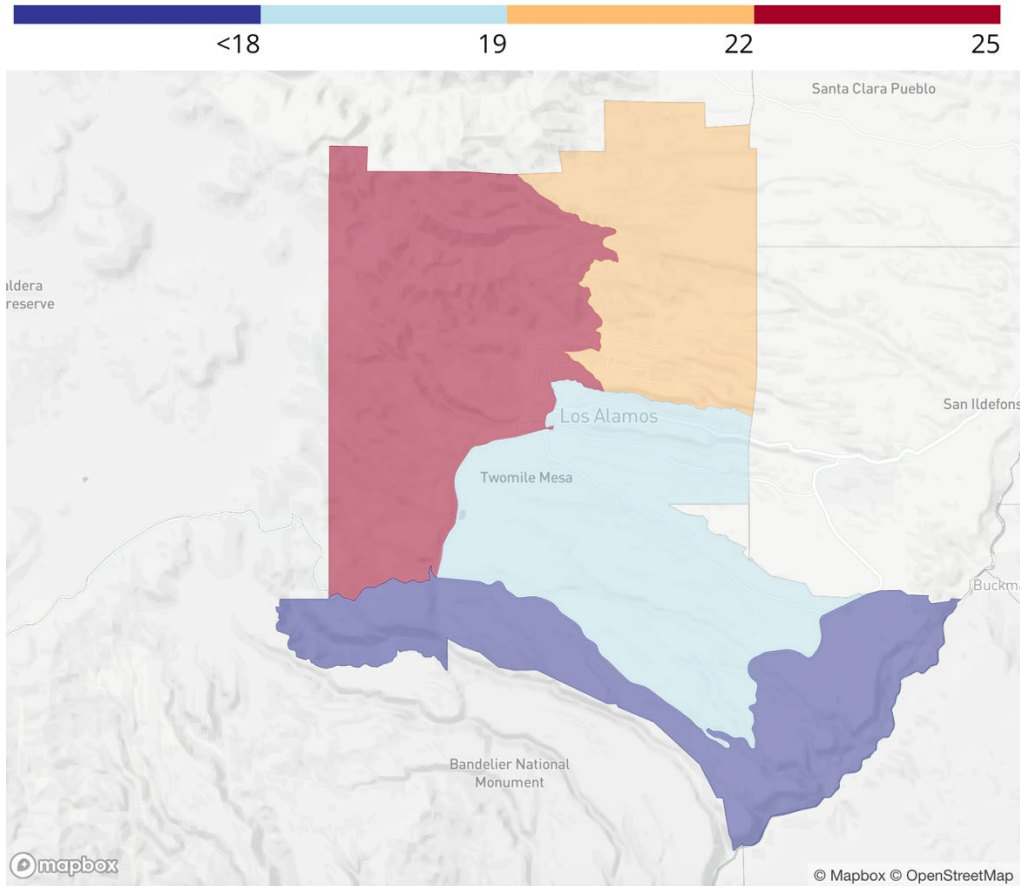 <18 19 22 25
Santa Clara Pueblo
aldera
reserve
San Ildefons
Los Alamos
Twomile Mesa
Buckma
Bandelier National
Monument
mapbox
© Mapbox © OpenStreetMap